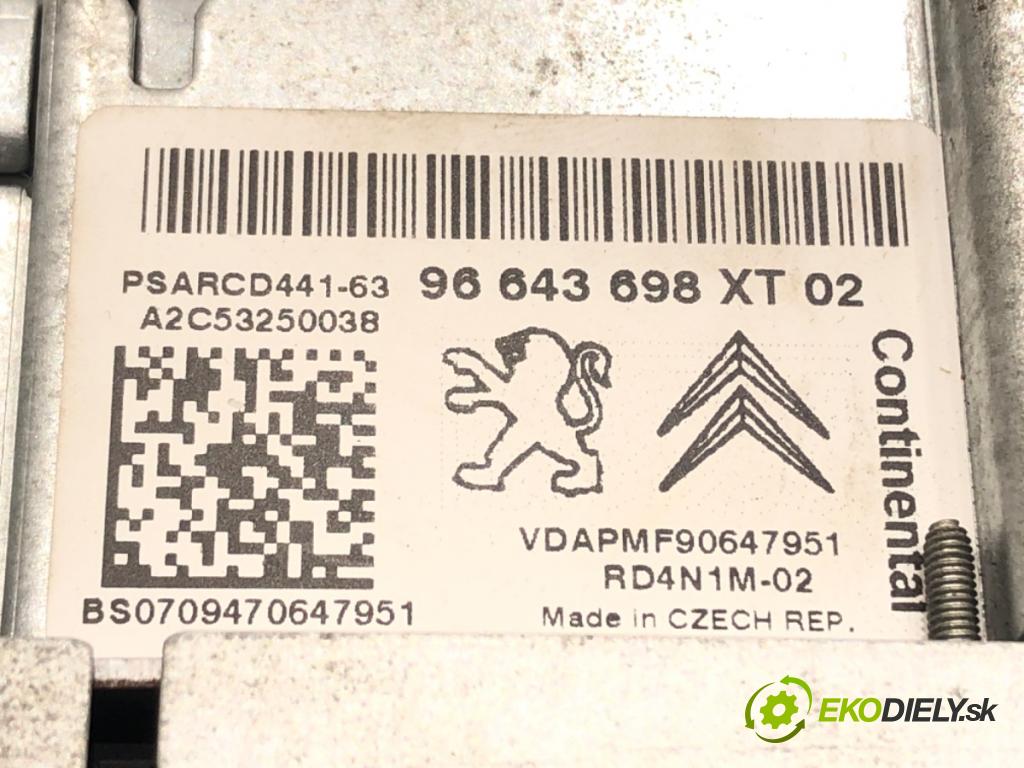 PSARCD441-63 96 643 698 XT 02
A2C53250038
Continental
VDAPMF90647951
RD4N1M-02
BS0709470647951
Made in CZECH REP.
EKODIELY.sk